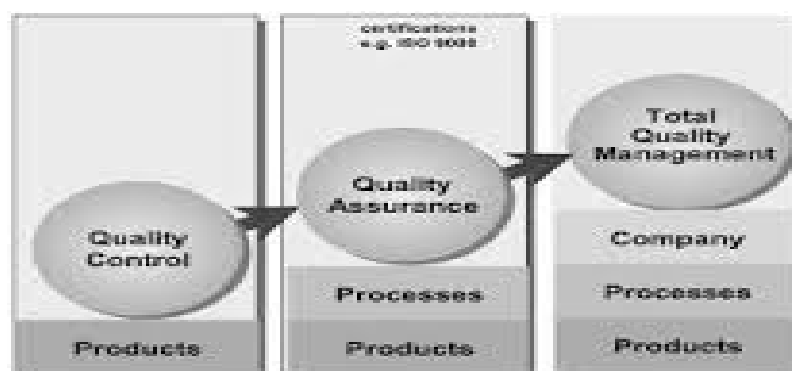 Quality
Control
Products
certifications
e.g. ISO 9000
Quality
Assurance
Processes
Products
Total
Quality
Management
Company
Processes
Products